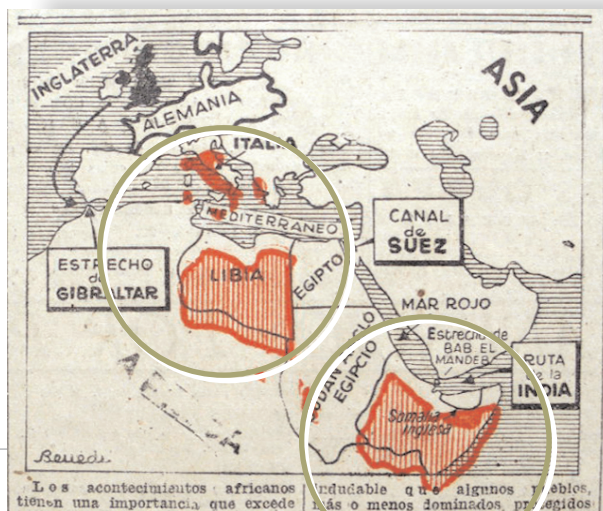 INGLATERRA
ALEMANIA
ASIA
ITALIA
MEDITERRANEO
CANAL
de
SUEZ
ESTRECHO
de
GIBRALTAR
LIBIA
EGIPTO
MAR ROJO
Estrecho de
BAB EL
MANDEB
RUTA
de la
INDIA
EGIPCIO
Somalia
inglesa
Los acontecimientos africanos
tienen una importancia que excede
indudable que algunos pueblos,
más o menos dominados, protegidos